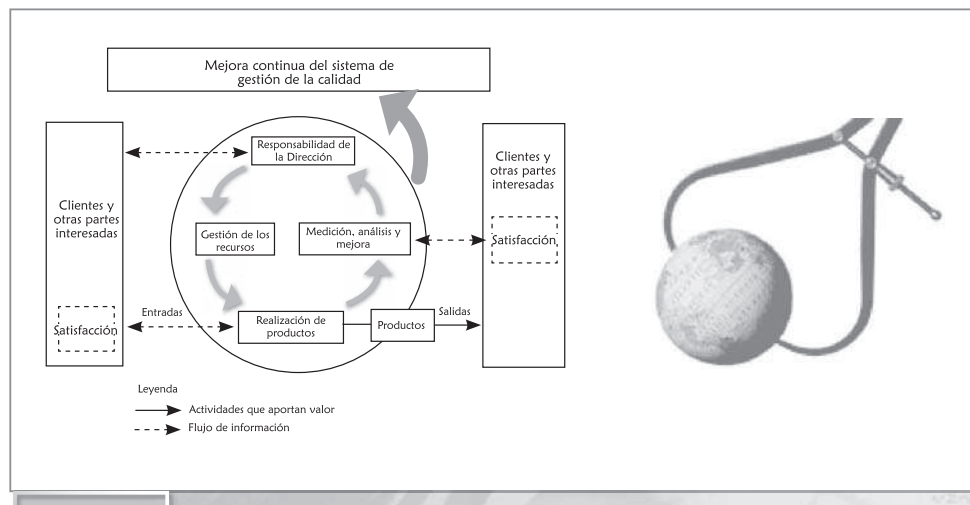 Mejora continua del sistema de
gestión de la calidad
Clientes y
otras partes
interesadas
Satisfacción
Responsabilidad de
la Dirección
Gestión de los
recursos
Medición, análisis y
mejora
Entradas
Realización de
productos
Productos
Salidas
Clientes y
otras partes
interesadas
Satisfacción
Leyenda
Actividades que aportan valor
Flujo de información